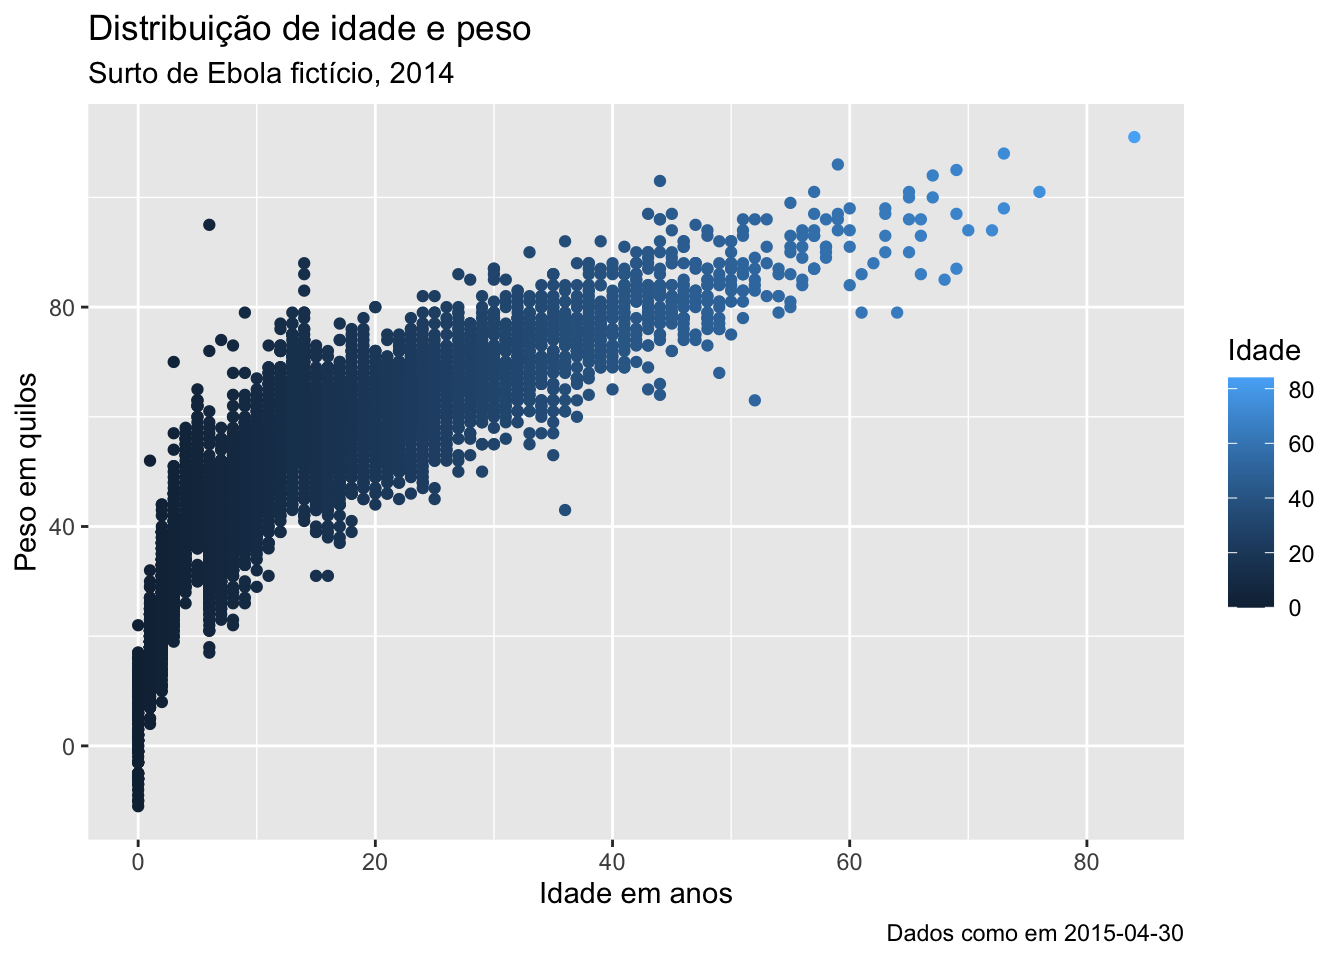 Distribuição de idade e peso
Surto de Ebola fictício, 2014
Peso em quilos
80
40
0
0 20 40 60 80
Idade em anos
Idade
80
60
40
20
0
Dados como em 2015-04-30